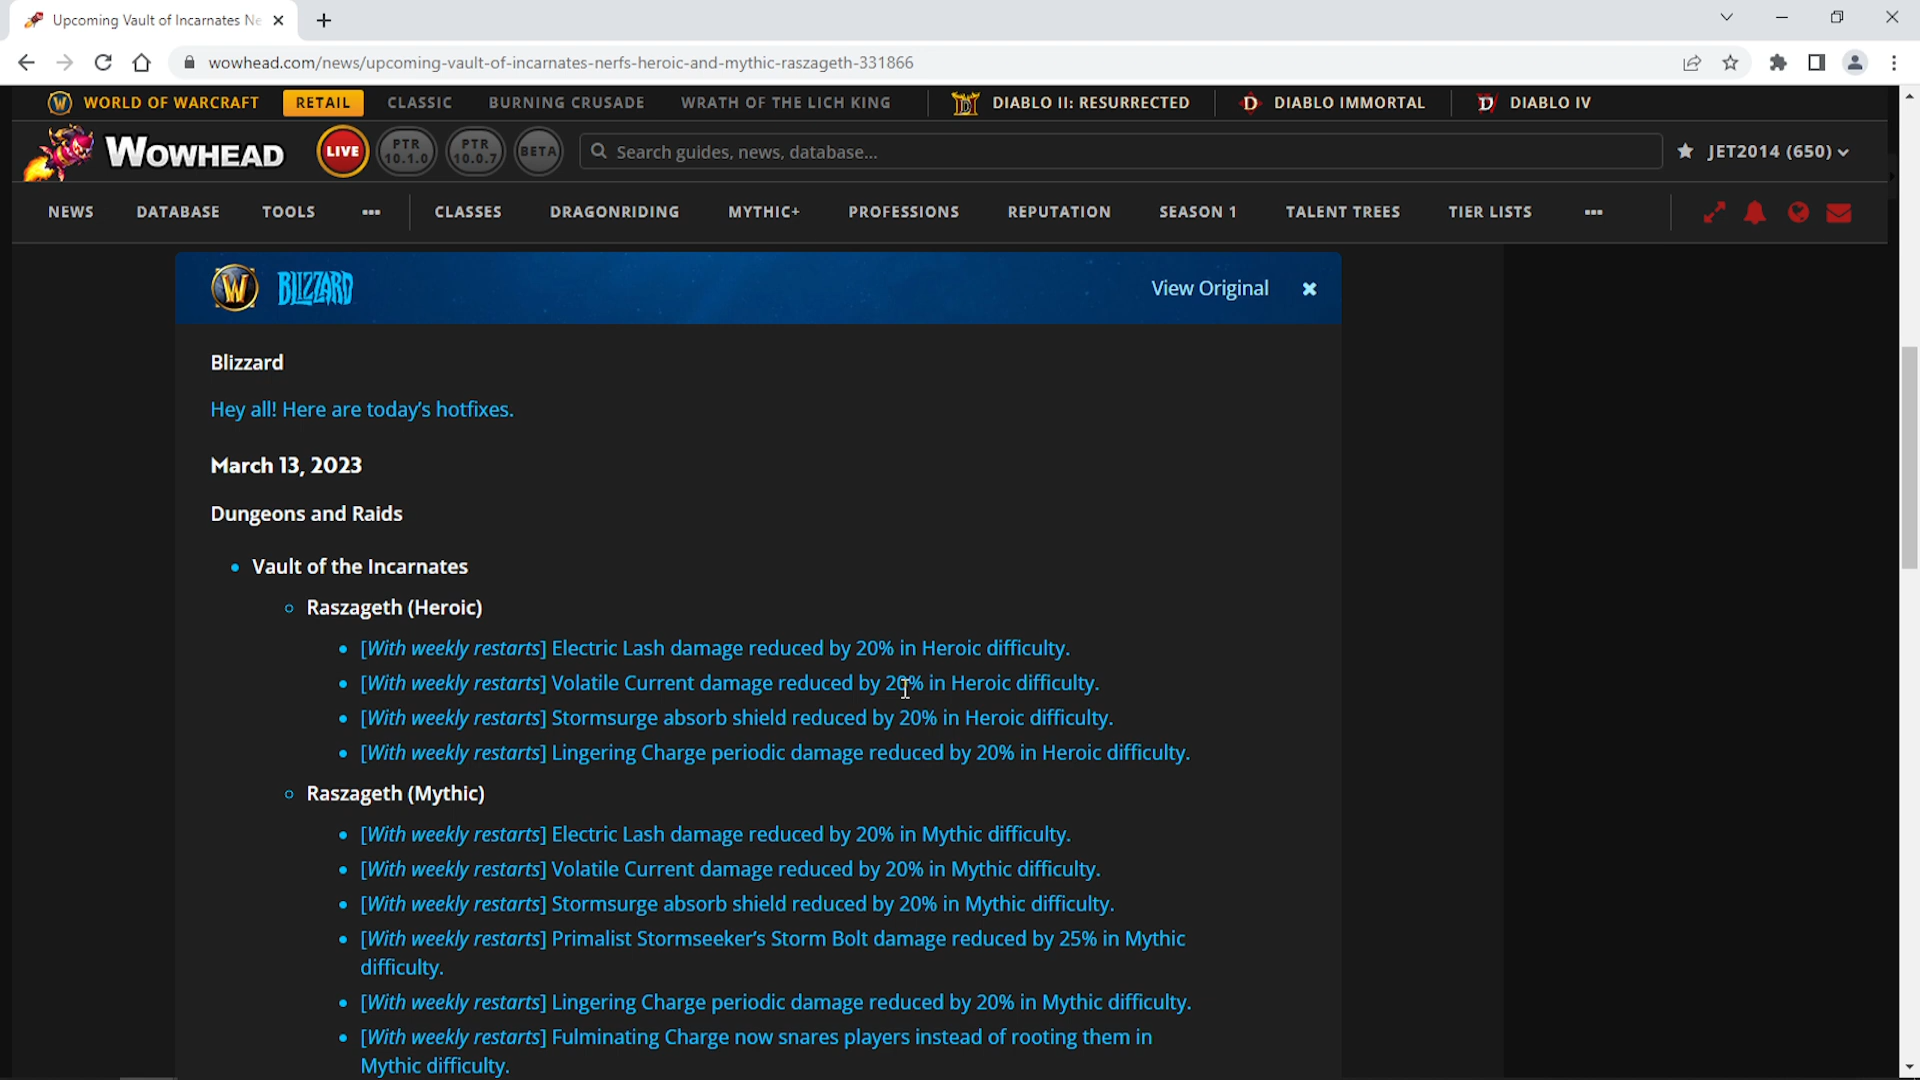 Upcoming Vault of Incarnates Ne
wowhead.com/news/upcoming-vault-of-incarnates-nerfs-heroic-and-mythic-raszageth-331866
WORLD OF WARCRAFT RETAIL CLASSIC BURNING CRUSADE WRATH OF THE LICH KING DIABLO II: RESURRECTED DIABLO IMMORTAL DIABLO IV
WOWHEAD LIVE PTR 10.1.0 PTR 10.0.7 BETA Search guides, news, database... JET2014 (650)
NEWS DATABASE TOOLS ••• CLASSES DRAGONRIDING MYTHIC+ PROFESSIONS REPUTATION SEASON 1 TALENT TREES TIER LISTS •••
W BLIZZARD View Original
Blizzard
Hey all! Here are today's hotfixes.
March 13, 2023
Dungeons and Raids
Vault of the Incarnates
Raszageth (Heroic)
[With weekly restarts] Electric Lash damage reduced by 20% in Heroic difficulty.
[With weekly restarts] Volatile Current damage reduced by 20% in Heroic difficulty.
[With weekly restarts] Stormsurge absorb shield reduced by 20% in Heroic difficulty.
[With weekly restarts] Lingering Charge periodic damage reduced by 20% in Heroic difficulty.
Raszageth (Mythic)
[With weekly restarts] Electric Lash damage reduced by 20% in Mythic difficulty.
[With weekly restarts] Volatile Current damage reduced by 20% in Mythic difficulty.
[With weekly restarts] Stormsurge absorb shield reduced by 20% in Mythic difficulty.
[With weekly restarts] Primalist Stormseeker's Storm Bolt damage reduced by 25% in Mythic
difficulty.
[With weekly restarts] Lingering Charge periodic damage reduced by 20% in Mythic difficulty.
[With weekly restarts] Fulminating Charge now snares players instead of rooting them in
Mythic difficulty.